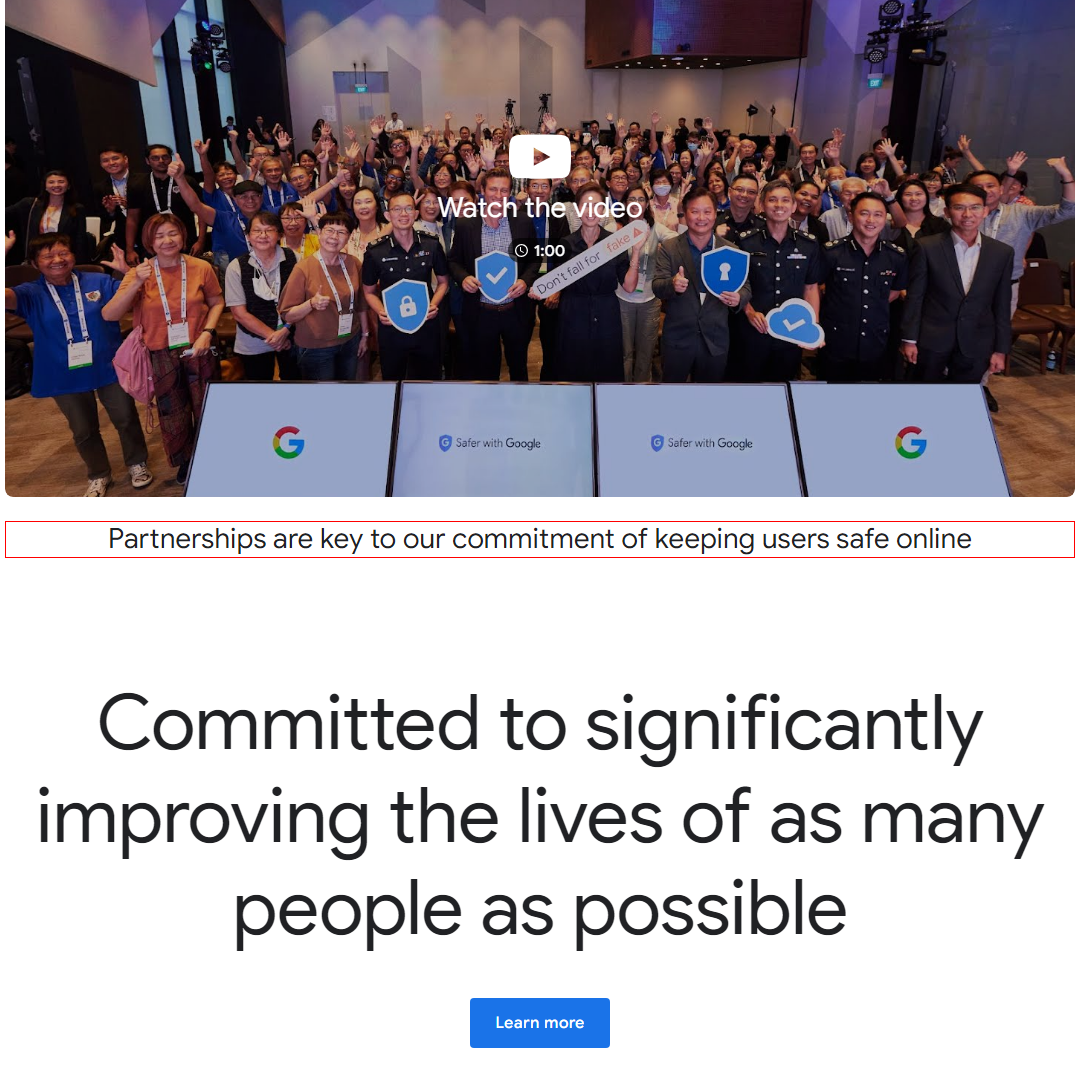 Watch the video
1:00
Don't fall for fake
G Safer with Google
G Safer with Google
Partnerships are key to our commitment of keeping users safe online
Committed to significantly
improving the lives of as many
people as possible
Learn more